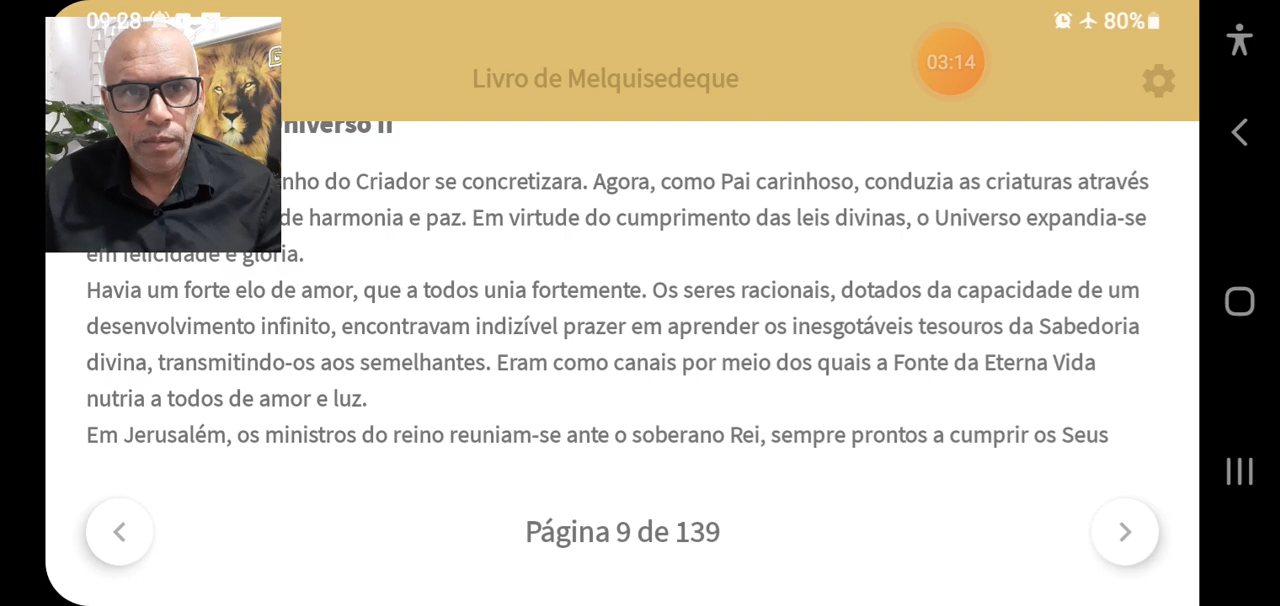 09:28
80%
Livro de Melquisedeque
03:14
niverso II
nho do Criador se concretizara. Agora, como Pai carinhoso, conduzia as criaturas através
de harmonia e paz. Em virtude do cumprimento das leis divinas, o Universo expandia-se
em felicidade e glória.
Havia um forte elo de amor, que a todos unia fortemente. Os seres racionais, dotados da capacidade de um
desenvolvimento infinito, encontravam indizível prazer em aprender os inesgotáveis tesouros da Sabedoria
divina, transmitindo-os aos semelhantes. Eram como canais por meio dos quais a Fonte da Eterna Vida
nutria a todos de amor e luz.
Em Jerusalém, os ministros do reino reuniam-se ante o soberano Rei, sempre prontos a cumprir os Seus
Página 9 de 139